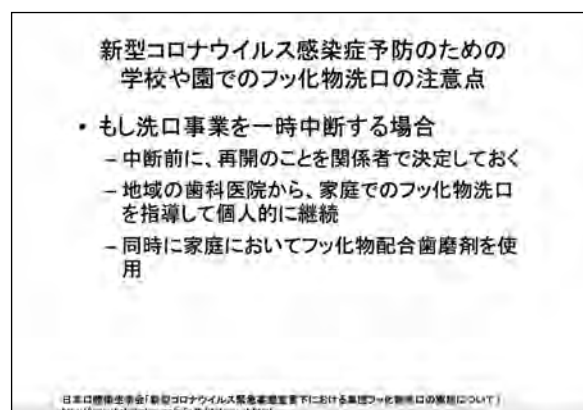 新型コロナウイルス感染症予防のための
学校や園でのフッ化物洗口の注意点
・もし洗口事業を一時中断する場合
－中断前に、再開のことを関係者で決定しておく
－地域の歯科医院から、家庭でのフッ化物洗口
を指導して個人的に継続
－同時に家庭においてフッ化物配合歯磨剤を使
用
日本口腔衛生学会「新型コロナウイルス緊急事態宣言下における集団フッ化物洗口の実施について」